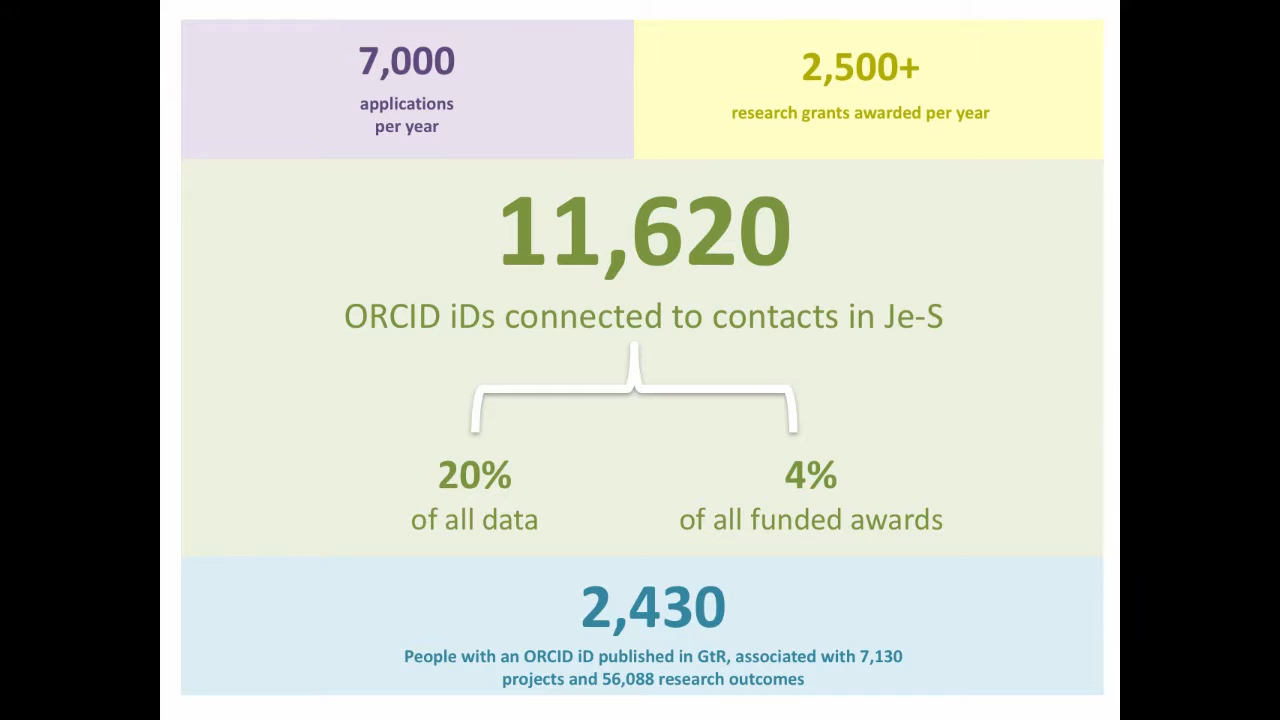 7,000
applications
per year
2,500+
research grants awarded per year
11,620
ORCID iDs connected to contacts in Je-S
20%
of all data
4%
of all funded awards
2,430
People with an ORCID iD published in GtR, associated with 7,130
projects and 56,088 research outcomes